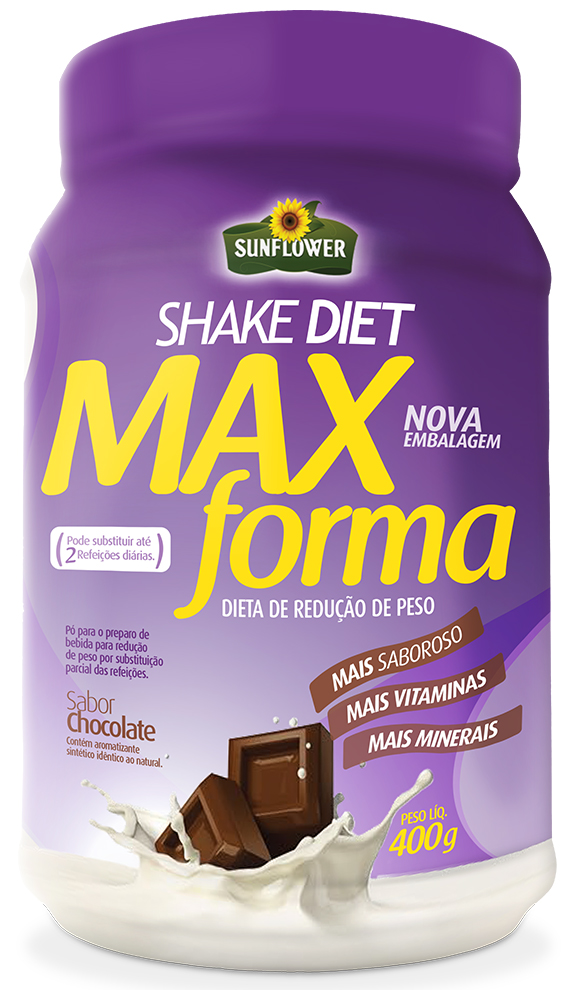 SUNFLOWER
SHAKE DIET
MAX
forma
NOVA
EMBALAGEM
Pode substituir até
2 Refeições diárias.
DIETA DE REDUÇÃO DE PESO
Pó para o preparo de
bebida para redução
de peso por substituição
parcial das refeições.
Sabor
Chocolate
Contém aromatizante
sintético idêntico ao natural.
MAIS SABOROSO
MAIS VITAMINAS
MAIS MINERAIS
PESO LÍQ.
400g